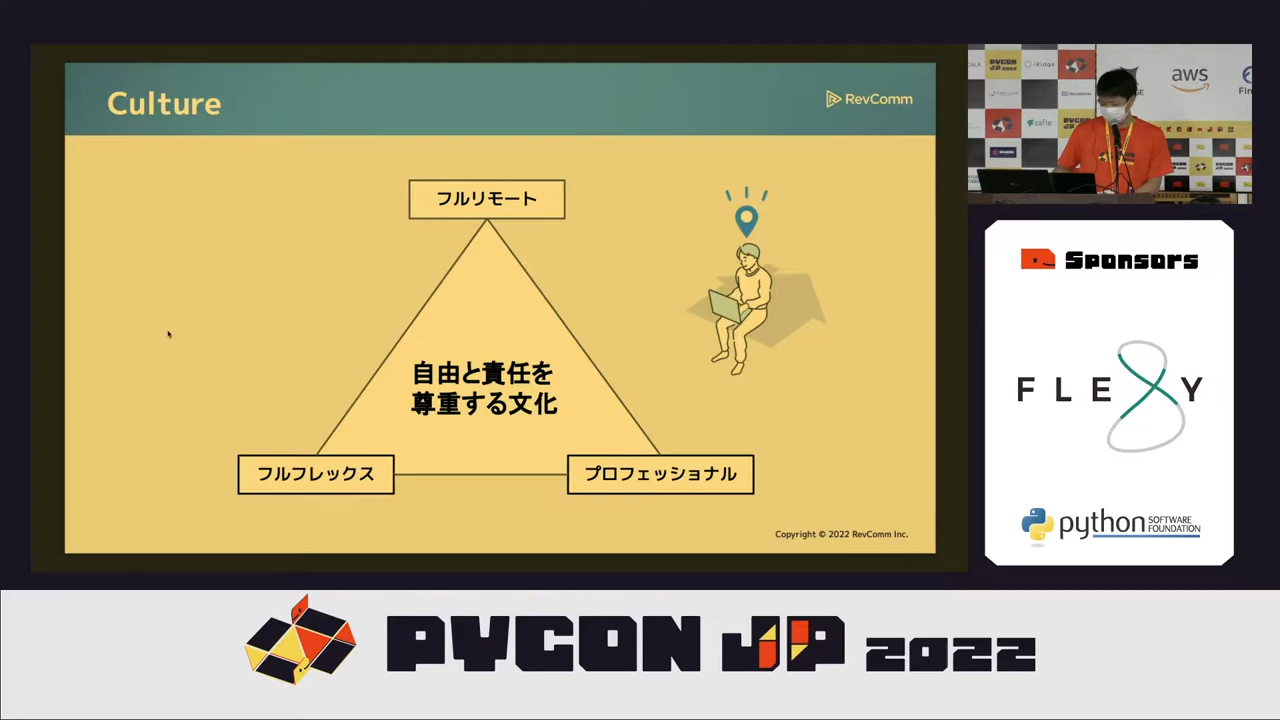 Culture
RevComm
フルリモート
自由と責任を
尊重する文化
フルフレックス
プロフェッショナル
Copyright © 2022 RevComm Inc.
aws
safie
Sponsors
FLEXY
python
SOFTWARE
FOUNDATION
PYCON JP 2022